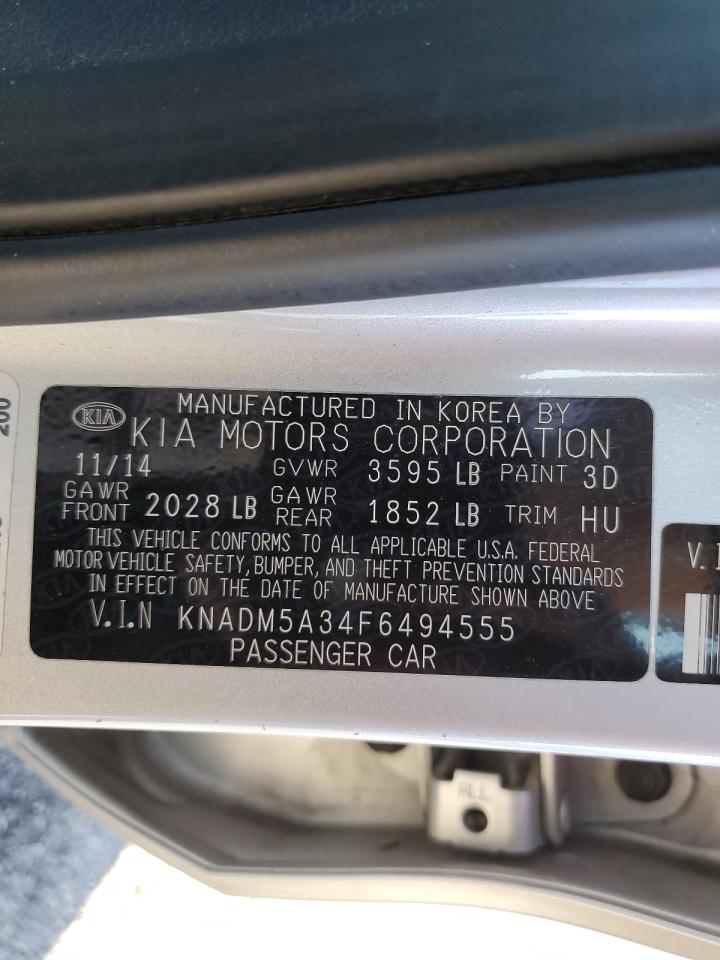 KIA
MANUFACTURED IN KOREA BY
KIA MOTORS CORPORATION
11/14 GVWR 3595 LB PAINT 3D
GAWR FRONT 2028 LB GAWR REAR 1852 LB TRIM HU
THIS VEHICLE CONFORMS TO ALL APPLICABLE U.S.A. FEDERAL
MOTOR VEHICLE SAFETY, BUMPER, AND THEFT PREVENTION STANDARDS
IN EFFECT ON THE DATE OF MANUFACTURE SHOWN ABOVE
V.I.N KNADM5A34F6494555
PASSENGER CAR
200
V.I
RLL